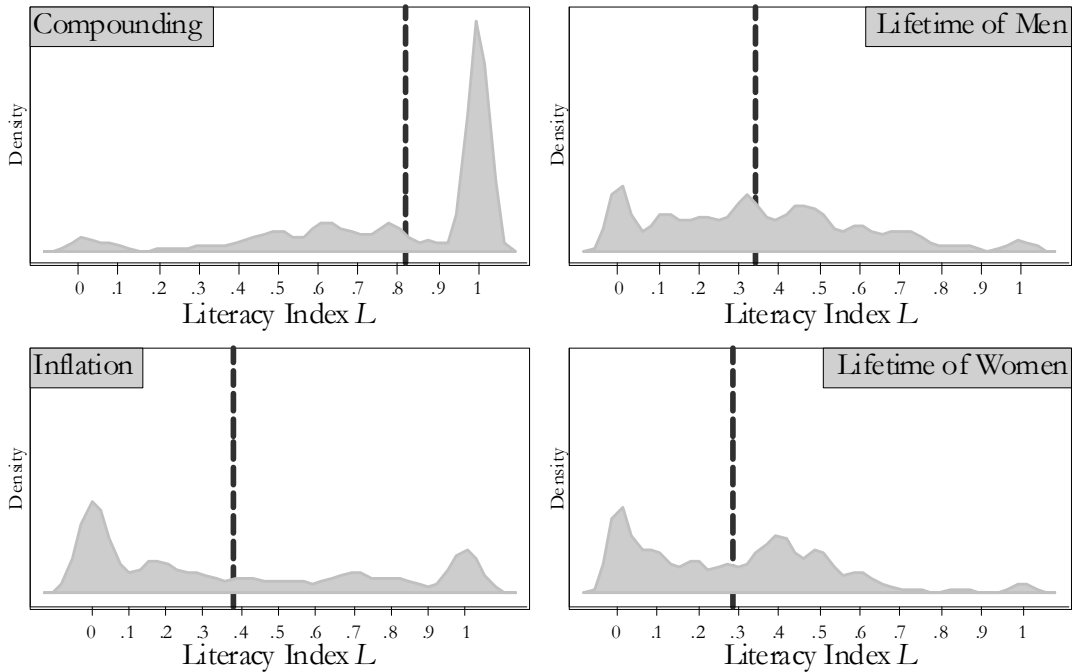 Compounding
Density
0 .1 .2 .3 .4 .5 .6 .7 .8 .9 1
Literacy Index L
Lifetime of Men
Density
0 .1 .2 .3 .4 .5 .6 .7 .8 .9 1
Literacy Index L
Inflation
Density
0 .1 .2 .3 .4 .5 .6 .7 .8 .9 1
Literacy Index L
Lifetime of Women
Density
0 .1 .2 .3 .4 .5 .6 .7 .8 .9 1
Literacy Index L